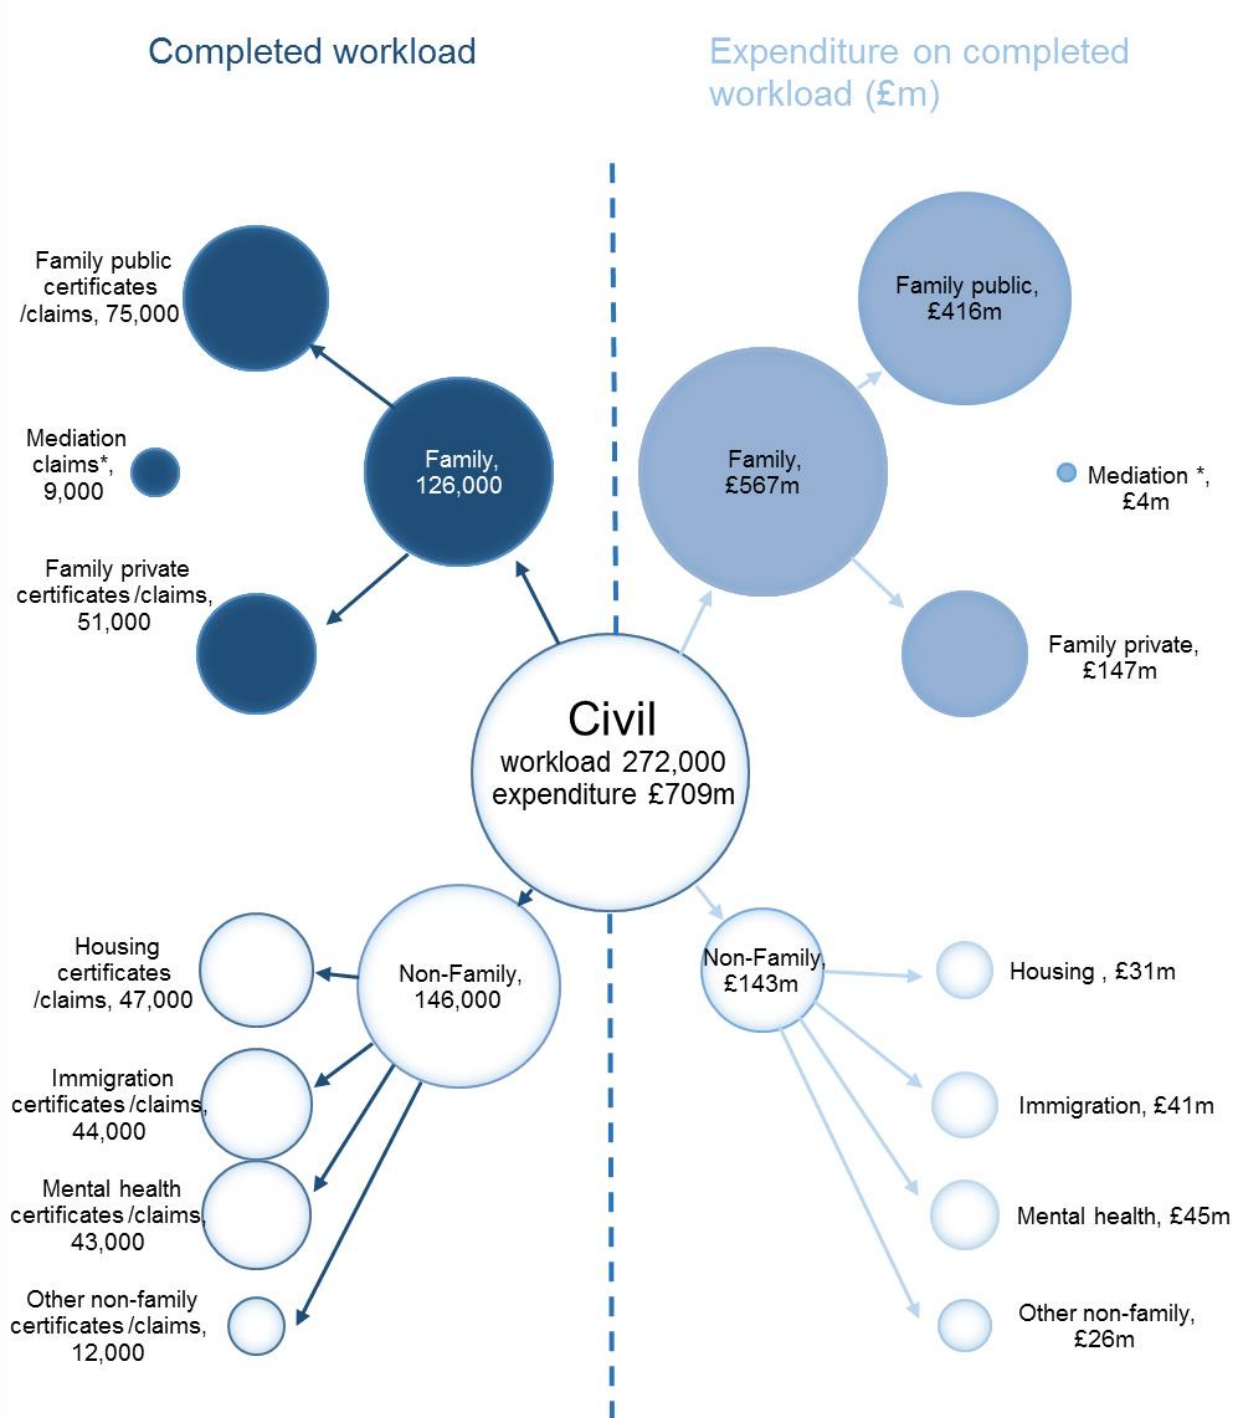 Completed workload
Expenditure on completed
workload (£m)
Family public
certificates
/claims, 75,000
Family public,
£416m
Mediation
claims*,
9,000
Family,
126,000
Family,
£567m
Mediation *,
£4m
Family private
certificates/claims,
51,000
Family private,
£147m
Civil
workload 272,000
expenditure £709m
Housing
certificates
/claims, 47,000
Non-Family,
146,000
Non-Family,
£143m
Housing , £31m
Immigration
certificates/claims,
44,000
Immigration, £41m
Mental health
certificates/claims,
43,000
Mental health, £45m
Other non-family
certificates/claims,
12,000
Other non-family,
£26m